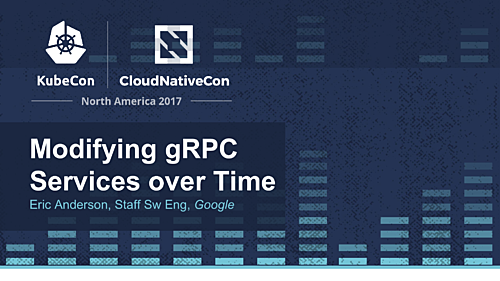 KubeCon
CloudNativeCon
North America 2017
Modifying gRPC
Services over Time
Eric Anderson, Staff Sw Eng, Google